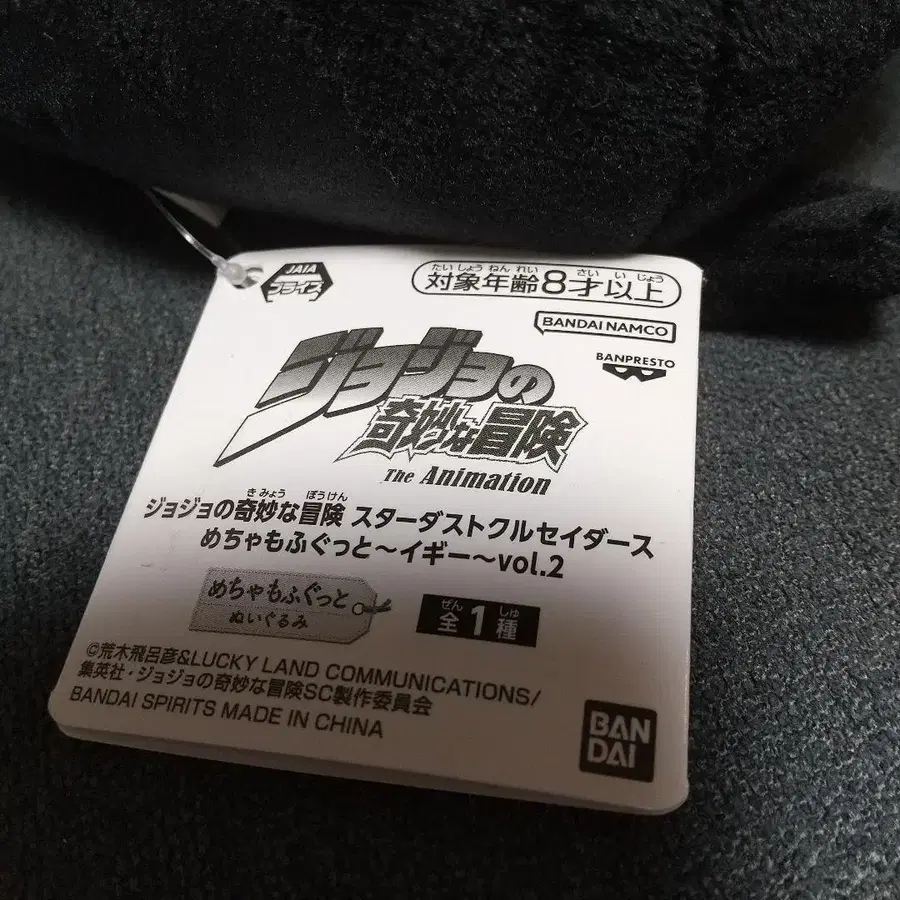 JAIA
プライズ
たいしょうねんれい さいいじょう
対象年齢8才以上
BANDAI NAMCO
BANPRESTO
ジョジョの
奇妙な冒険
The Animation
きみょう ぼうけん
ジョジョの奇妙な冒険 スターダストクルセイダース
めちゃもふぐっと～イギー～vol.2
めちゃもふぐっと
ぬいぐるみ
ぜん しゅ
全1種
©荒木飛呂彦&LUCKY LAND COMMUNICATIONS/
集英社・ジョジョの奇妙な冒険SC製作委員会
BANDAI SPIRITS MADE IN CHINA
BAN
DAI